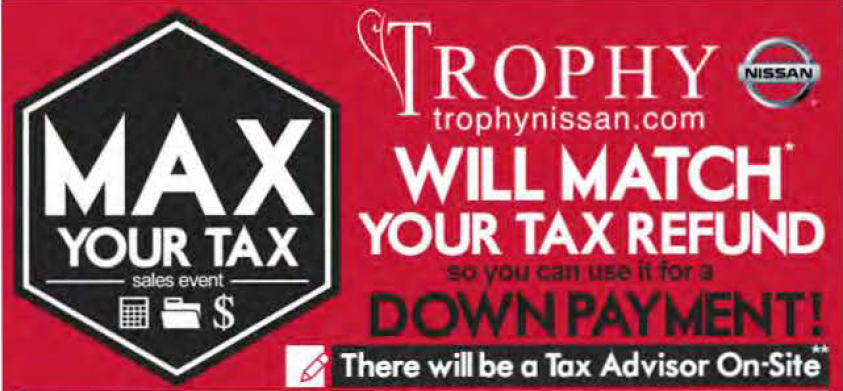 MAX
YOUR TAX
sales event
$
TROPHY
NISSAN
trophynissan.com
WILL MATCH*
YOUR TAX REFUND
so you can use it for a
DOWN PAYMENT!
There will be a Tax Advisor On-Site**